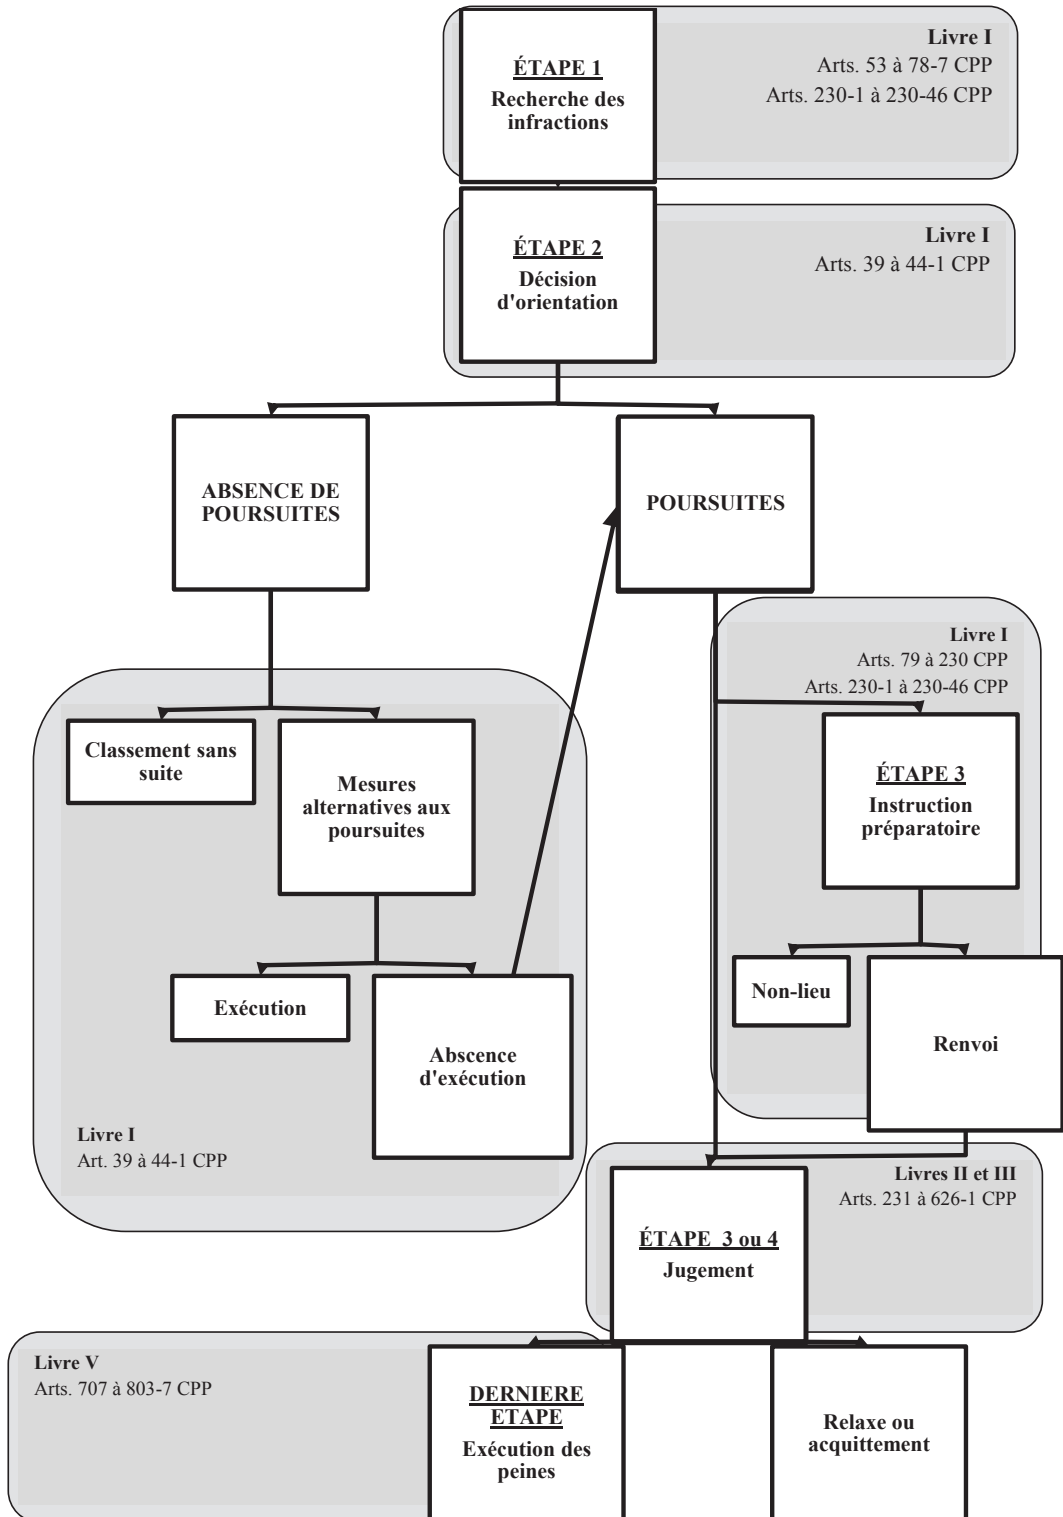 ÉTAPE 1
Recherche des
infractions
Livre I
Arts. 53 à 78-7 CPP
Arts. 230-1 à 230-46 CPP
ÉTAPE 2
Décision
d'orientation
Livre I
Arts. 39 à 44-1 CPP
ABSENCE DE
POURSUITES
POURSUITES
Livre I
Arts. 79 à 230 CPP
Arts. 230-1 à 230-46 CPP
Classement sans
suite
Mesures
alternatives aux
poursuites
ÉTAPE 3
Instruction
préparatoire
Exécution
Abscence
d'exécution
Non-lieu
Renvoi
Livre I
Art. 39 à 44-1 CPP
Livres II et III
Arts. 231 à 626-1 CPP
ÉTAPE 3 ou 4
Jugement
Livre V
Arts. 707 à 803-7 CPP
DERNIERE
ETAPE
Exécution des
peines
Relaxe ou
acquittement